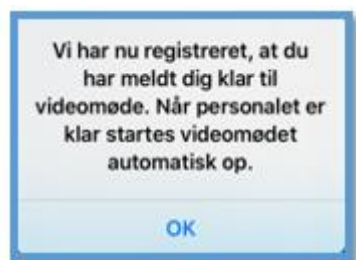 Vi har nu registreret, at du
har meldt dig klar til
videomøde. Når personalet er
klar startes videomødet
automatisk op.
OK